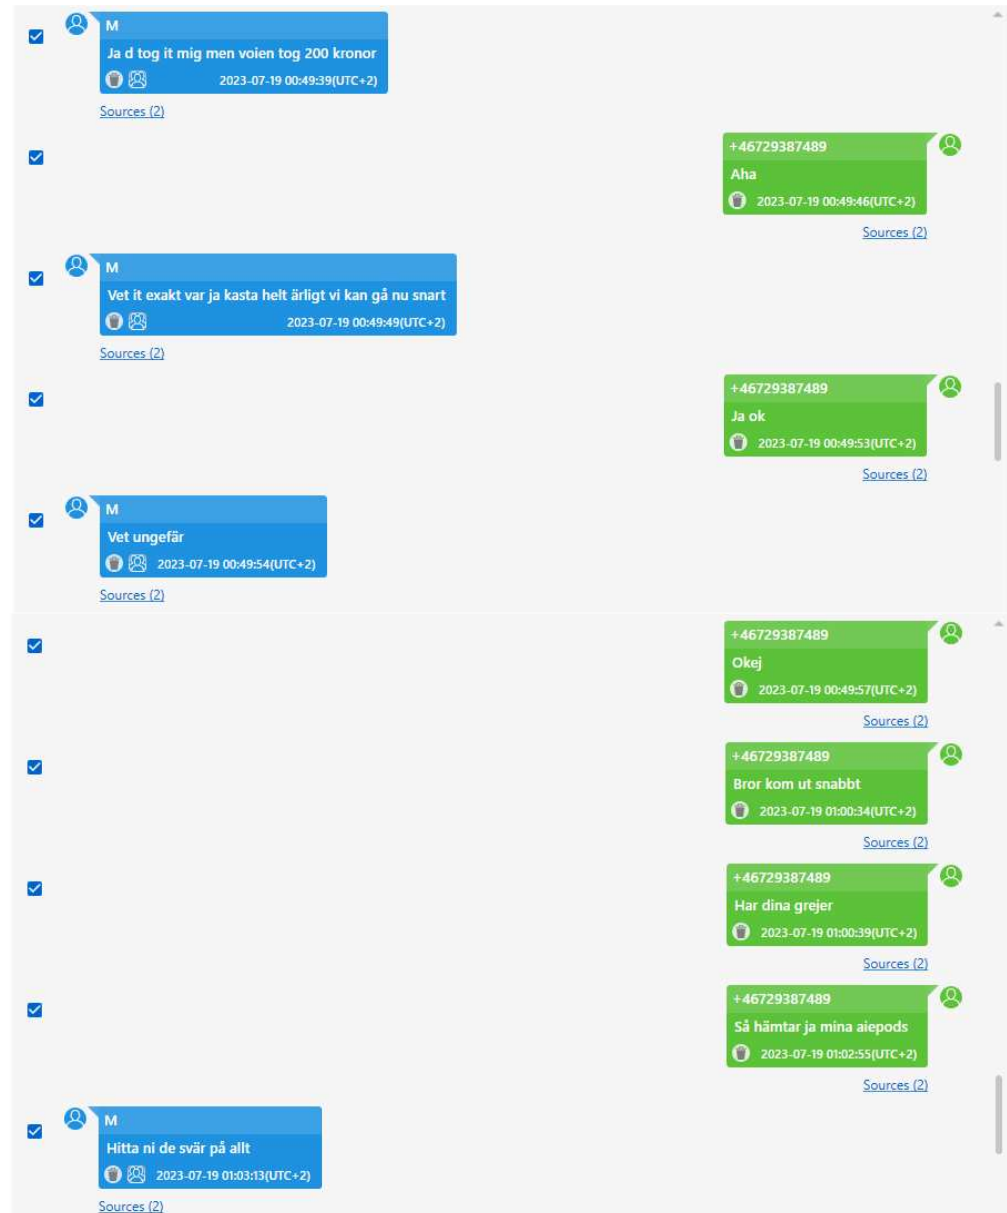 M
Ja d tog it mig men voien tog 200 kronor
2023-07-19 00:49:39(UTC+2)
Sources (2)
+46729387489
Aha
2023-07-19 00:49:46(UTC+2)
Sources (2)
M
Vet it exakt var ja kasta helt ärligt vi kan gå nu snart
2023-07-19 00:49:49(UTC+2)
Sources (2)
+46729387489
Ja ok
2023-07-19 00:49:53(UTC+2)
Sources (2)
M
Vet ungefär
2023-07-19 00:49:54(UTC+2)
Sources (2)
+46729387489
Okej
2023-07-19 00:49:57(UTC+2)
Sources (2)
+46729387489
Bror kom ut snabbt
2023-07-19 01:00:34(UTC+2)
Sources (2)
+46729387489
Har dina grejer
2023-07-19 01:00:39(UTC+2)
Sources (2)
+46729387489
Så hämtar ja mina aiepods
2023-07-19 01:02:55(UTC+2)
Sources (2)
M
Hitta ni de svär på allt
2023-07-19 01:03:13(UTC+2)
Sources (2)